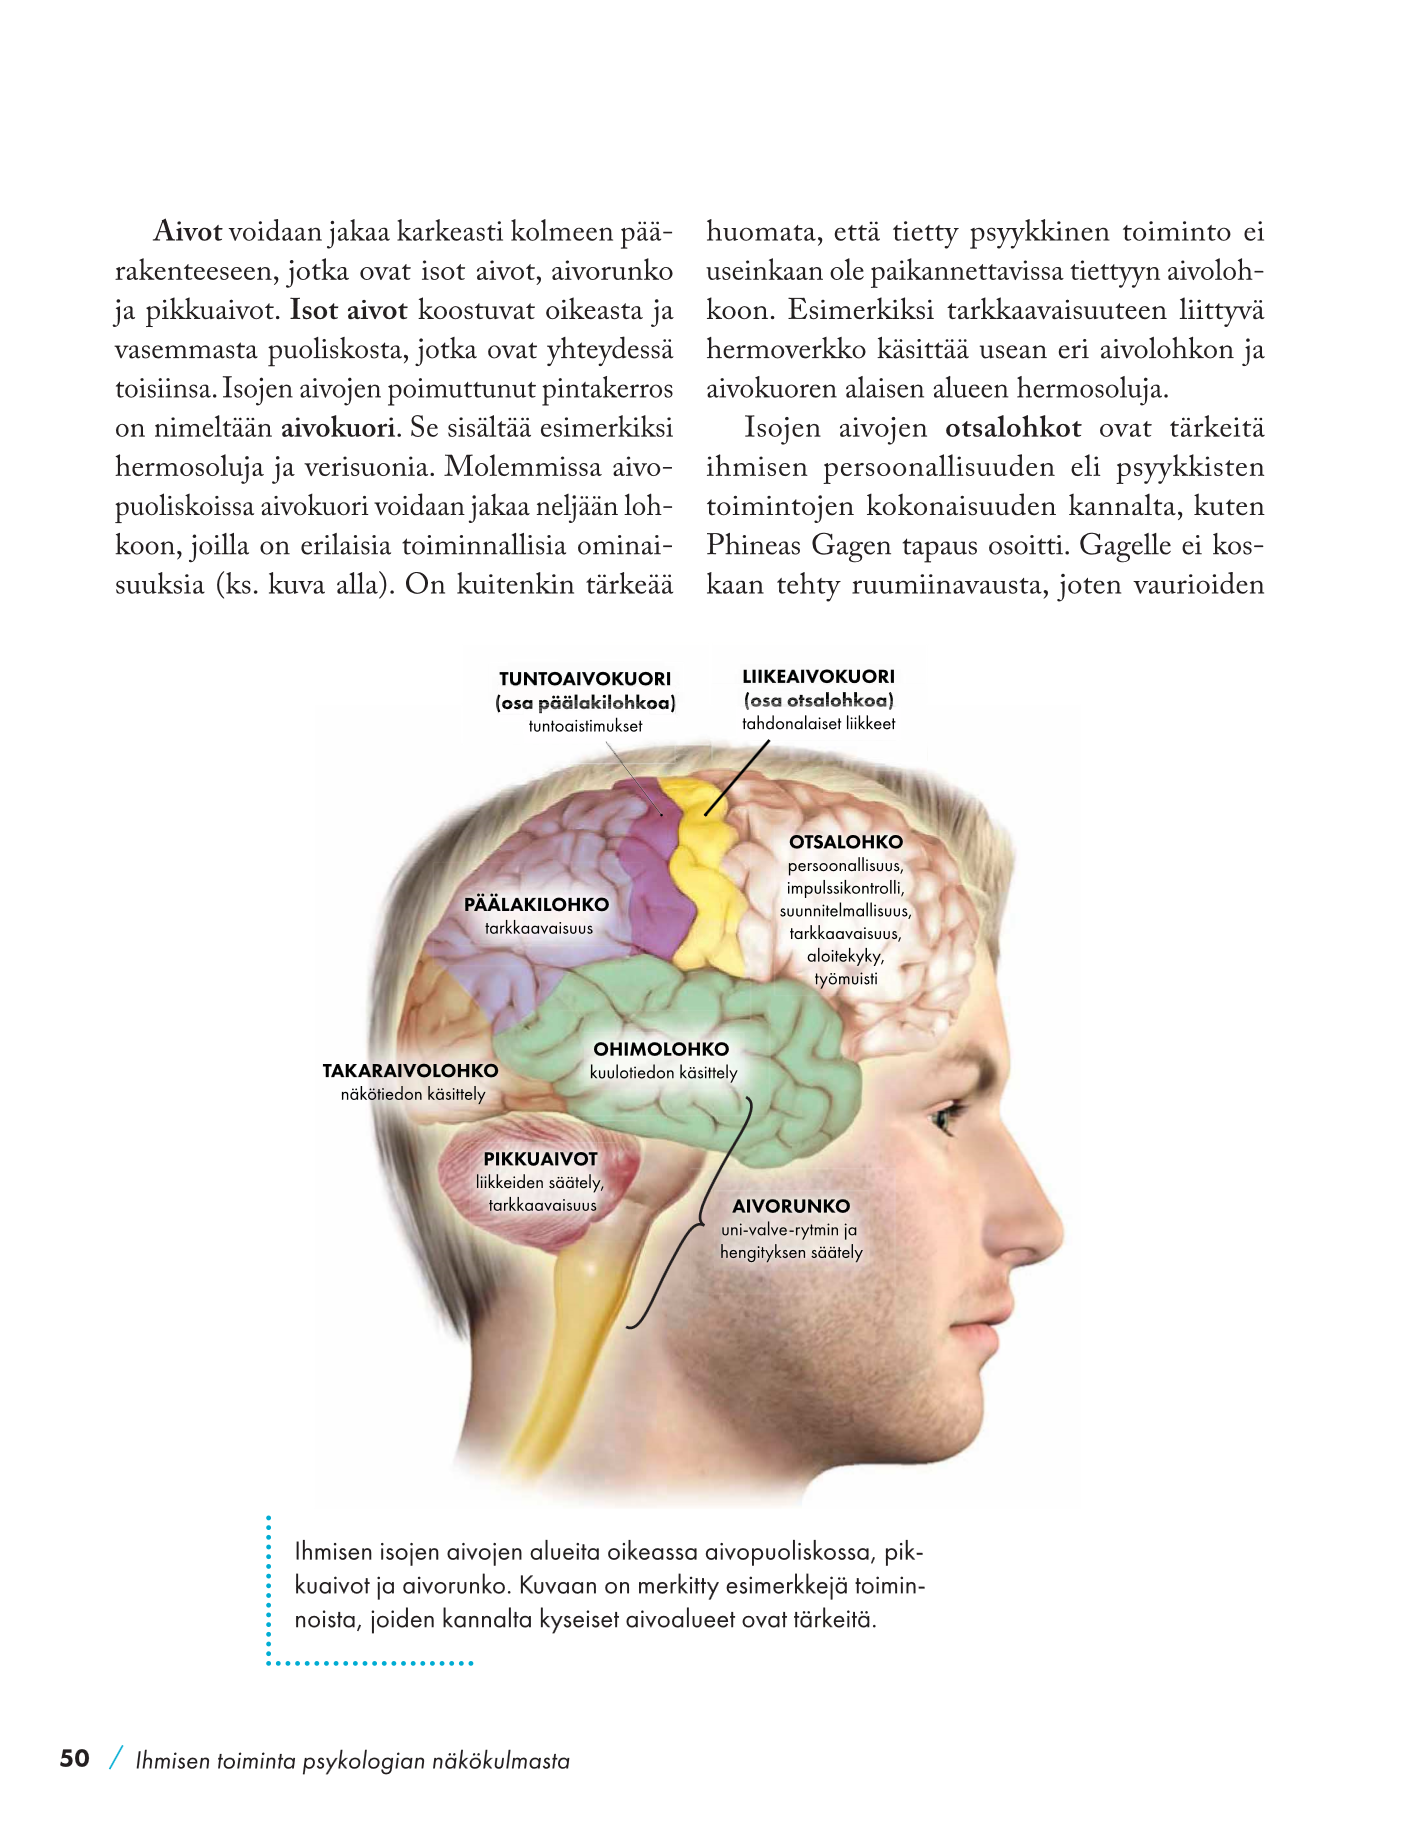 Aivot voidaan jakaa karkeasti kolmeen pää-
rakenteeseen, jotka ovat isot aivot, aivorunko
ja pikkuaivot. Isot aivot koostuvat oikeasta ja
vasemmasta puoliskosta, jotka ovat yhteydessä
toisiinsa. Isojen aivojen poimuttunut pintakerros
on nimeltään aivokuori. Se sisältää esimerkiksi
hermosoluja ja verisuonia. Molemmissa aivo-
puoliskoissa aivokuori voidaan jakaa neljään loh-
koon, joilla on erilaisia toiminnallisia ominai-
suuksia (ks. kuva alla). On kuitenkin tärkeää
huomata, että tietty psyykkinen toiminto ei
useinkaan ole paikannettavissa tiettyyn aivoloh-
koon. Esimerkiksi tarkkaavaisuuteen liittyvä
hermoverkko käsittää usean eri aivolohkon ja
aivokuoren alaisen alueen hermosoluja.
Isojen aivojen otsalohkot ovat tärkeitä
ihmisen persoonallisuuden eli psyykkisten
toimintojen kokonaisuuden kannalta, kuten
Phineas Gagen tapaus osoitti. Gagelle ei kos-
kaan tehty ruumiinavausta, joten vaurioiden
TUNTOAIVOKUORI
(osa päälakilohkoa)
tuntoaistimukset
LIIKEAIVOKUORI
(osa otsalohkoa)
tahdonalaiset liikkeet
OTSALOHKO
persoonallisuus,
impulssikontrolli,
suunnitelmallisuus,
tarkkaavaisuus,
aloitekyky,
työmuisti
PÄÄLAKILOHKO
tarkkaavaisuus
OHIMOLOHKO
kuulotiedon käsittely
TAKARAIVOLOHKO
näkötiedon käsittely
PIKKUAIVOT
liikkeiden säätely,
tarkkaavaisuus
AIVORUNKO
uni-valve-rytmin ja
hengityksen säätely
Ihmisen isojen aivojen alueita oikeassa aivopuoliskossa, pik-
kuaivot ja aivorunko. Kuvaan on merkitty esimerkkejä toimin-
noista, joiden kannalta kyseiset aivoalueet ovat tärkeitä.
50 / Ihmisen toiminta psykologian näkökulmasta